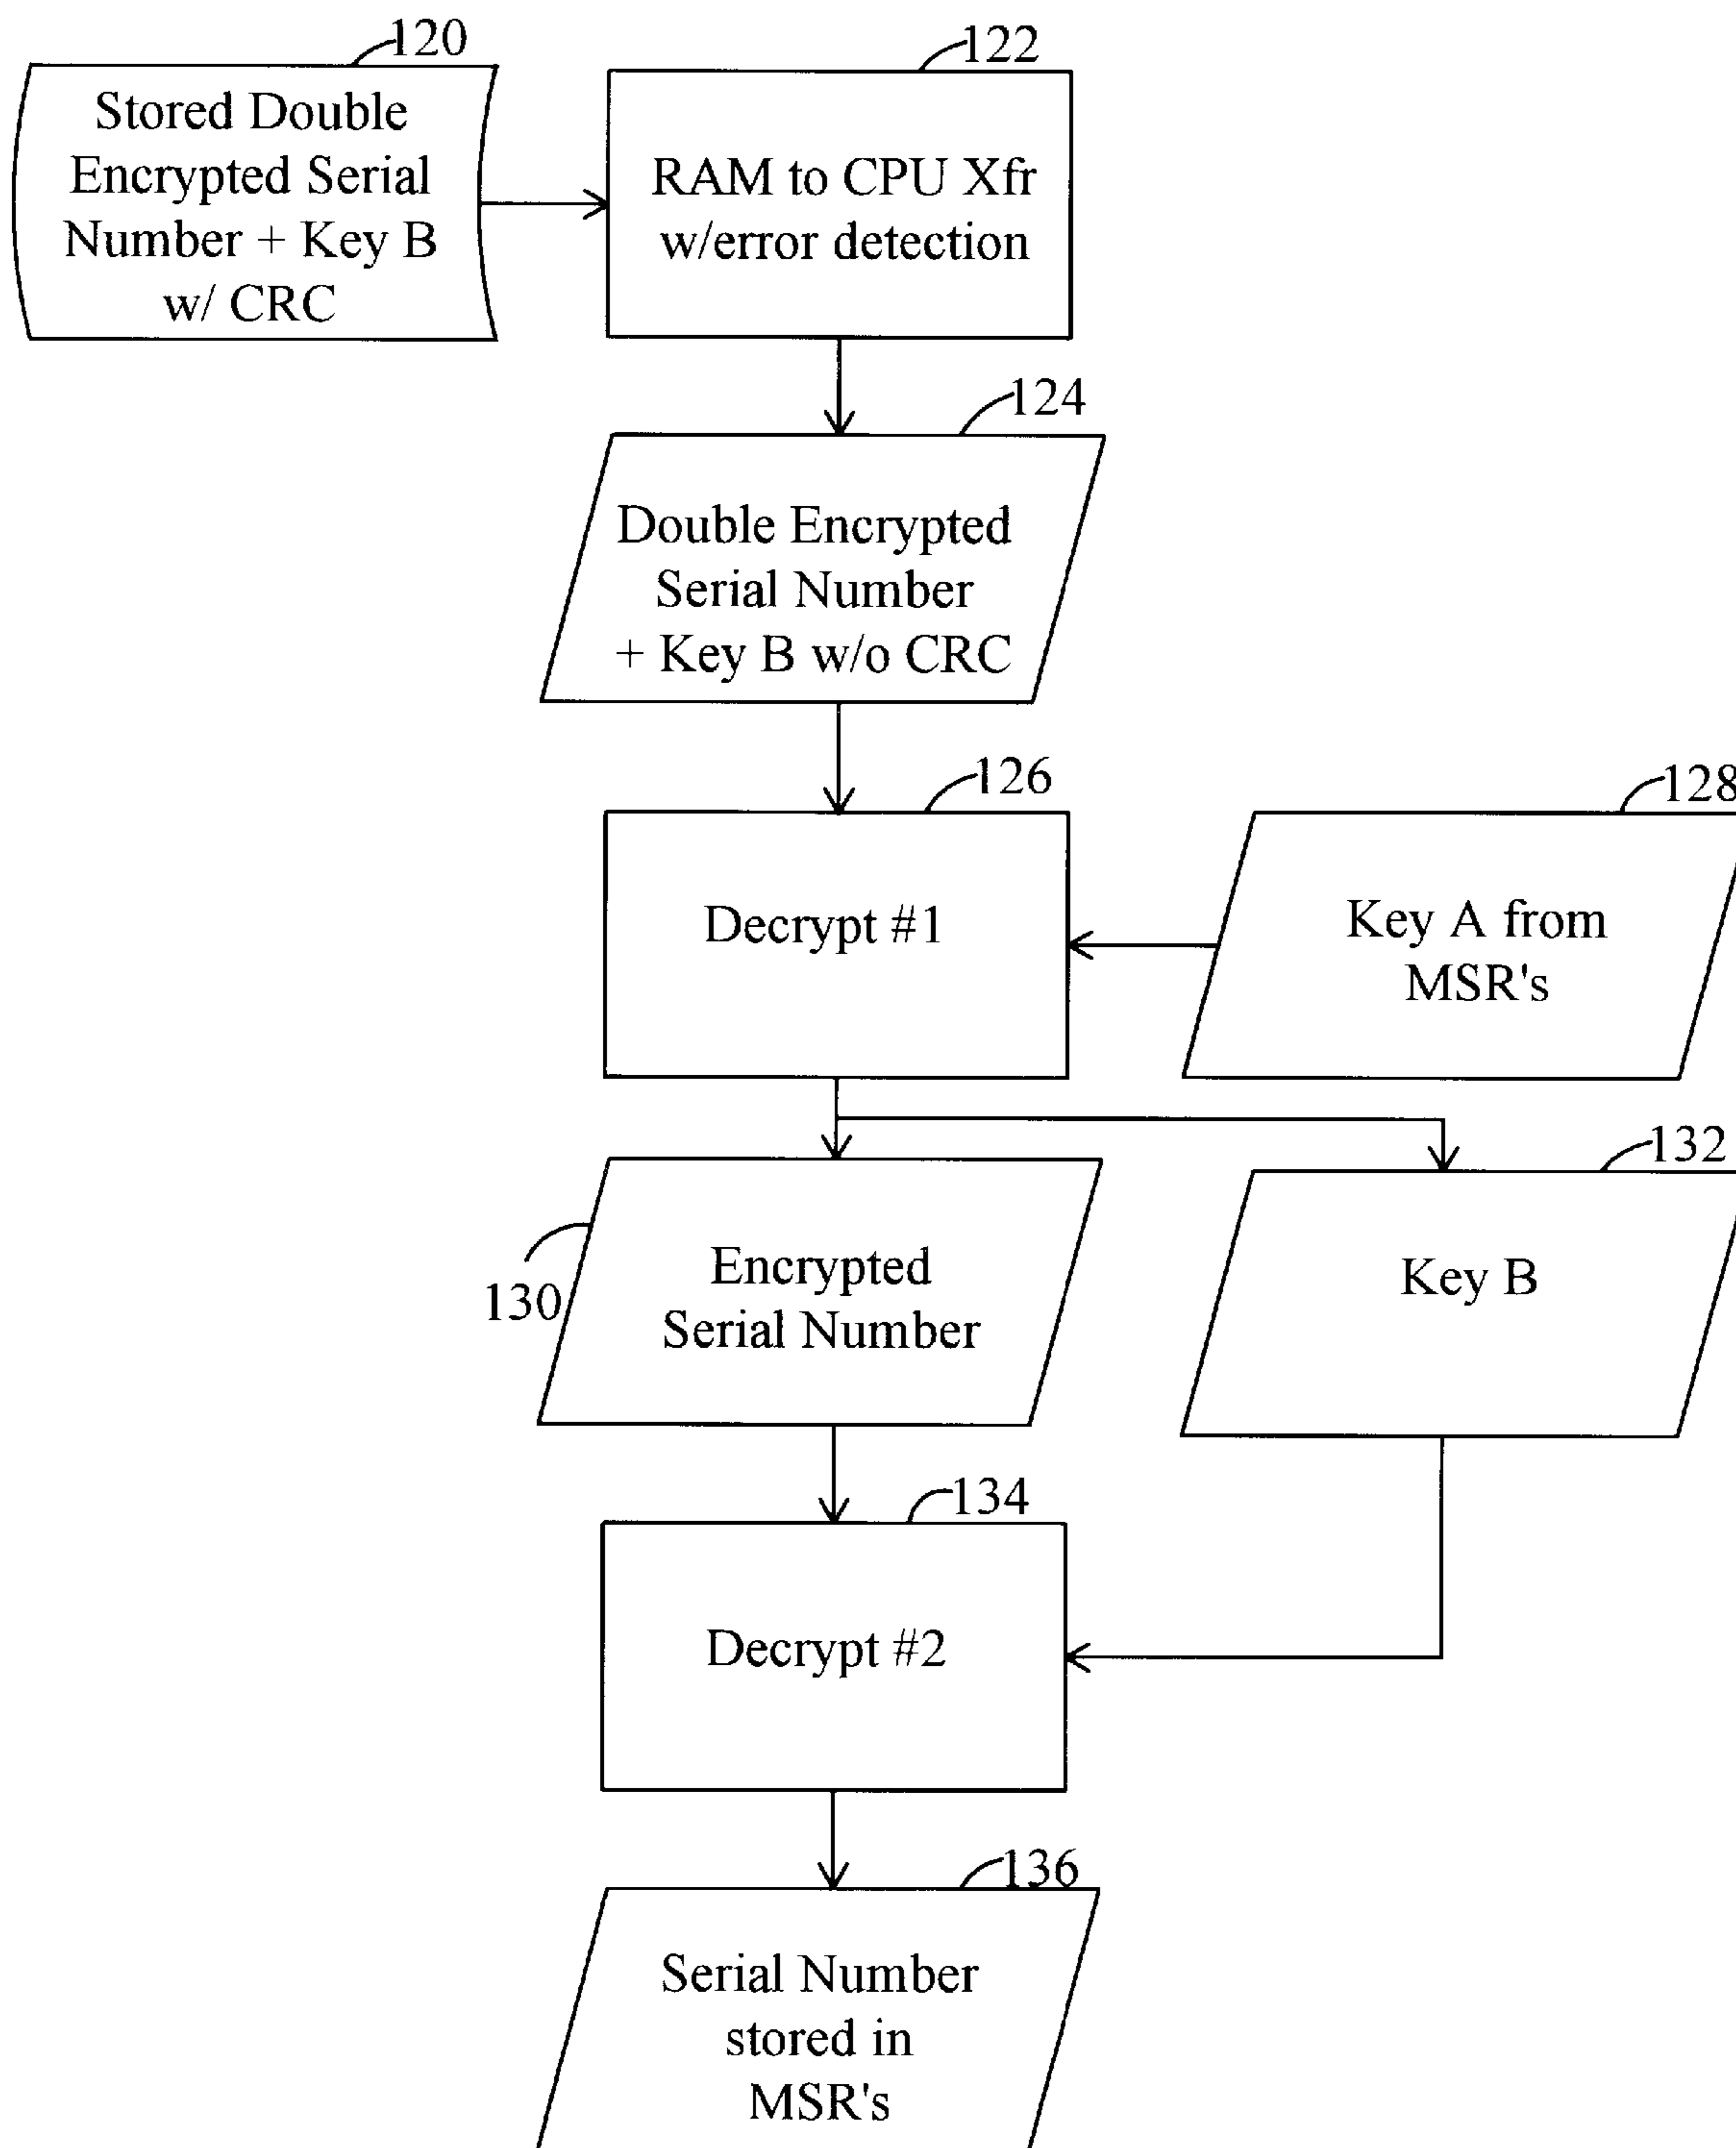 120
Stored Double
Encrypted Serial
Number + Key B
w/ CRC
122
RAM to CPU Xfr
w/error detection
124
Double Encrypted
Serial Number
+ Key B w/o CRC
126
Decrypt #1
128
Key A from
MSR's
130
Encrypted
Serial Number
132
Key B
134
Decrypt #2
136
Serial Number
stored in
MSR's